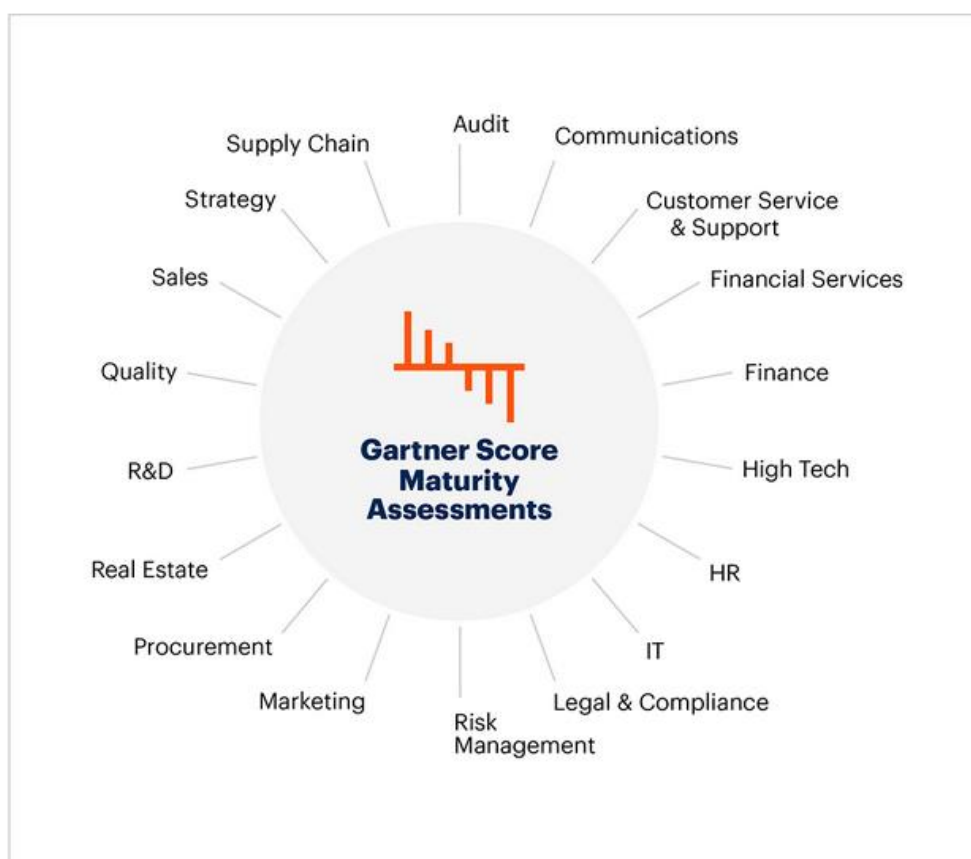 Audit
Communications
Customer Service
& Support
Financial Services
Finance
High Tech
HR
IT
Legal & Compliance
Risk
Management
Marketing
Procurement
Real Estate
R&D
Quality
Sales
Strategy
Supply Chain
Gartner Score
Maturity
Assessments